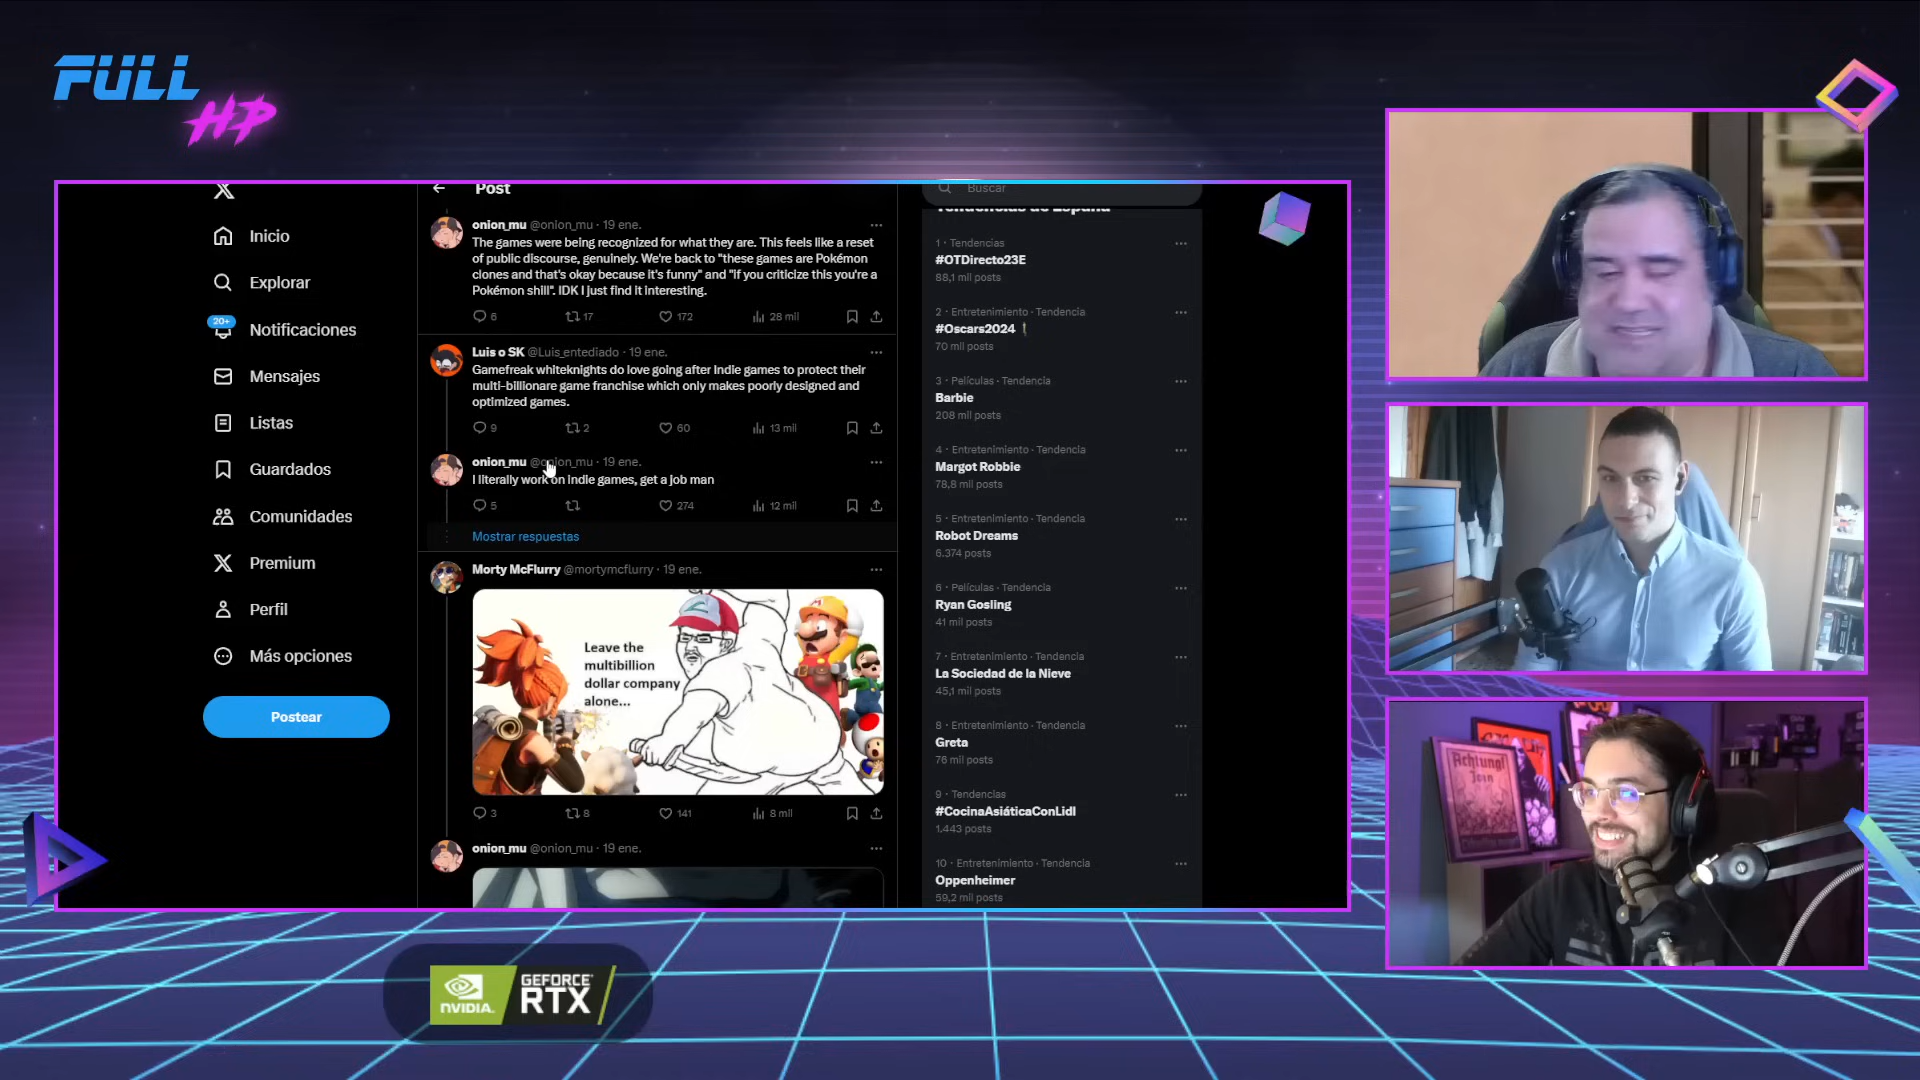 FULL
HP
Inicio
Explorar
20+
Notificaciones
Mensajes
Listas
Guardados
Comunidades
Premium
Perfil
Más opciones
Postear
Post
onion_mu @onion_mu · 19 ene.
The games were being recognized for what they are. This feels like a reset
of public discourse, genuinely. We're back to "these games are Pokémon
clones and that's okay because it's funny" and "if you criticize this you're a
Pokémon shill". IDK I just find it interesting.
6 17 172 28 mil
Luis o SK @Luis_entediado · 19 ene.
Gamefreak whiteknights do love going after indie games to protect their
multi-billionare game franchise which only makes poorly designed and
optimized games.
9 2 60 13 mil
onion_mu @onion_mu · 19 ene.
I literally work on indie games, get a job man
5 274 12 mil
Mostrar respuestas
Morty McFlurry @mortymcflurry · 19 ene.
Leave the
multibillion
dollar company
alone...
3 8 141 8 mil
onion_mu @onion_mu · 19 ene.
Buscar
Tendencias de España
1 · Tendencias
#OTDirecto23E
88,1 mil posts
2 · Entretenimiento · Tendencia
#Oscars2024
70 mil posts
3 · Películas · Tendencia
Barbie
208 mil posts
4 · Entretenimiento · Tendencia
Margot Robbie
78,8 mil posts
5 · Entretenimiento · Tendencia
Robot Dreams
6.374 posts
6 · Películas · Tendencia
Ryan Gosling
41 mil posts
7 · Entretenimiento · Tendencia
La Sociedad de la Nieve
45,1 mil posts
8 · Entretenimiento · Tendencia
Greta
76 mil posts
9 · Tendencias
#CocinaAsiáticaConLidl
1.443 posts
10 · Entretenimiento · Tendencia
Oppenheimer
59,2 mil posts
Achtung!
Join
NVIDIA.
GEFORCE
RTX